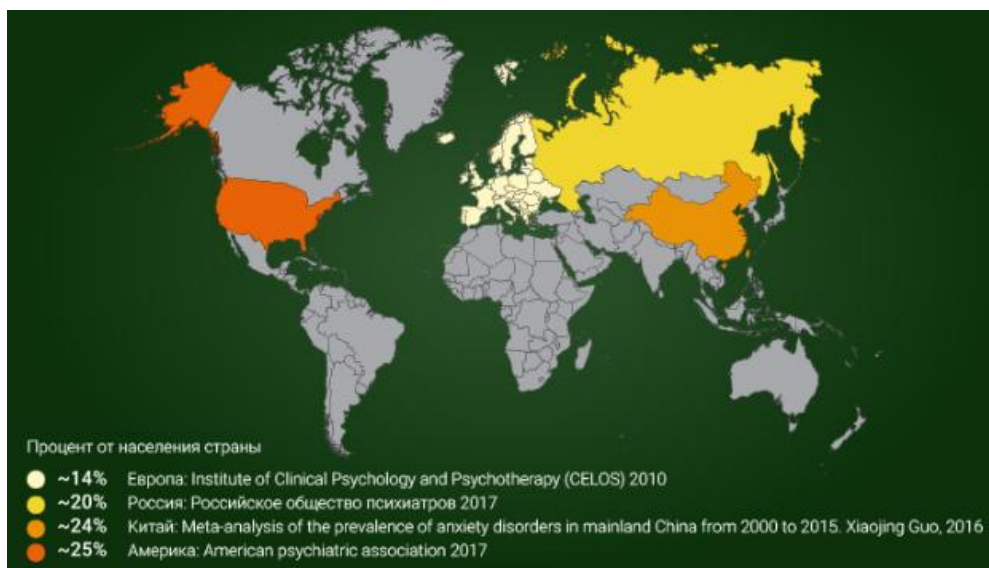 Процент от населения страны
~14% Европа: Institute of Clinical Psychology and Psychotherapy (CELOS) 2010
~20% Россия: Российское общество психиатров 2017
~24% Китай: Meta-analysis of the prevalence of anxiety disorders in mainland China from 2000 to 2015. Xiaojing Guo, 2016
~25% Америка: American psychiatric association 2017